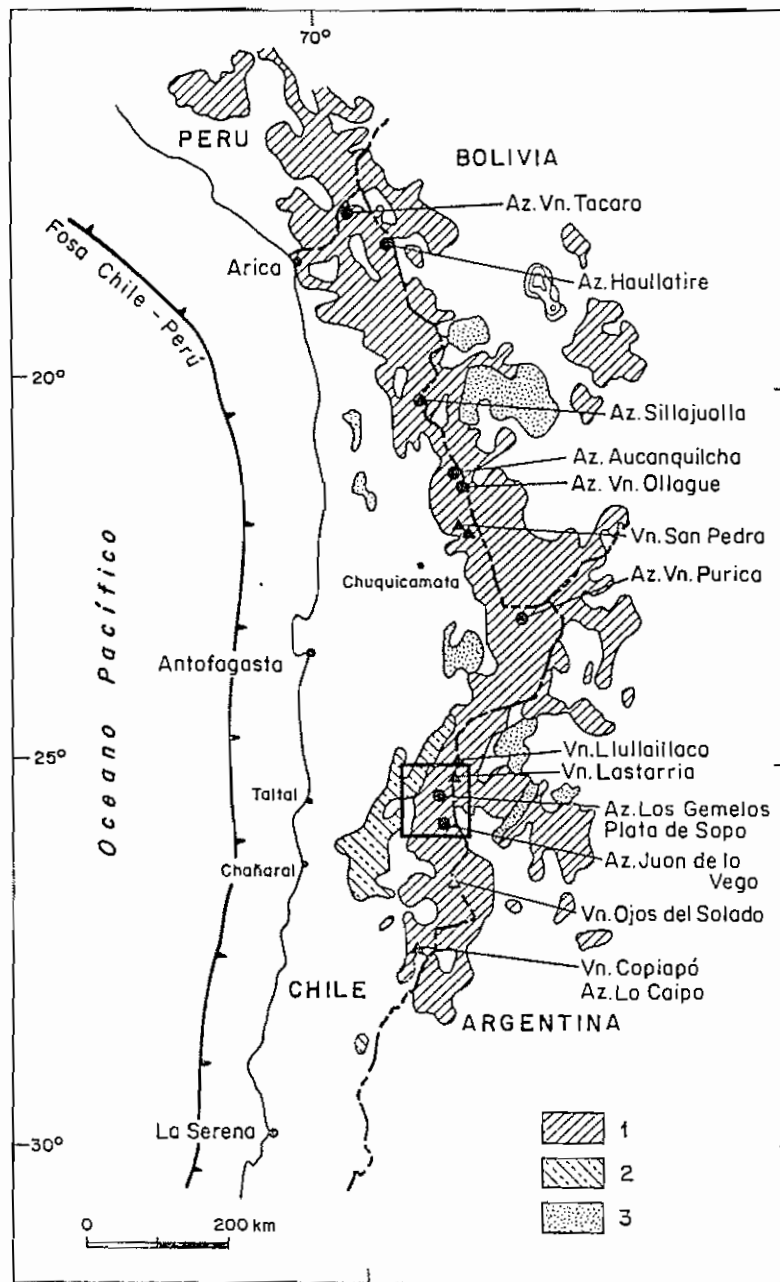 70°
PERU
BOLIVIA
Az. Vn. Tacaro
Fosa Chile - Perú
Arica
Az. Haullatire
20°
Az. Sillajuolla
Az. Aucanquilcha
Az. Vn. Ollague
Vn. San Pedra
Az. Vn. Purica
Chuquicamata
Oceano Pacífico
Antofagasta
25°
Vn. Llullaillaco
Vn. Lastarria
Taltal
Az. Los Gemelos
Plata de Sopo
Chañaral
Az. Juon de lo
Vego
Vn. Ojos del Solado
Vn. Copiapó
Az. Lo Coipo
CHILE
ARGENTINA
La Serena
30°
1
2
3
0 200 km